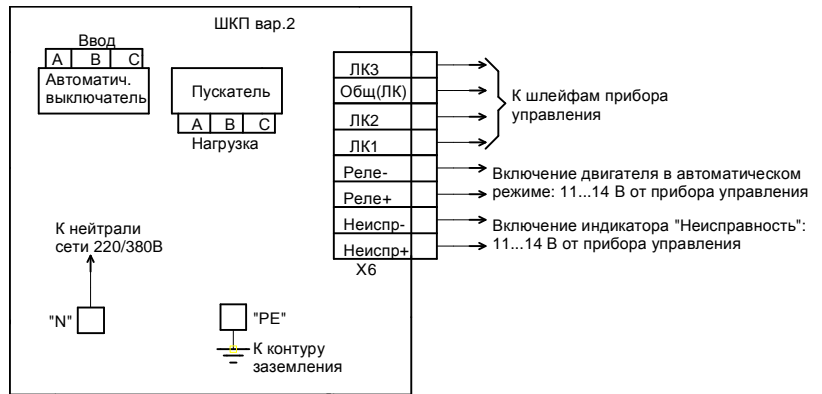 ШКП вар.2
Ввод
A B C
Автоматич.
выключатель
Пускатель
A B C
Нагрузка
ЛК3
Общ(ЛК)
ЛК2
ЛК1
Реле-
Реле+
Неиспр-
Неиспр+
X6
К шлейфам прибора
управления
Включение двигателя в автоматическом
режиме: 11...14 В от прибора управления
Включение индикатора "Неисправность":
11...14 В от прибора управления
К нейтрали
сети 220/380В
"N"
"PE"
К контуру
заземления